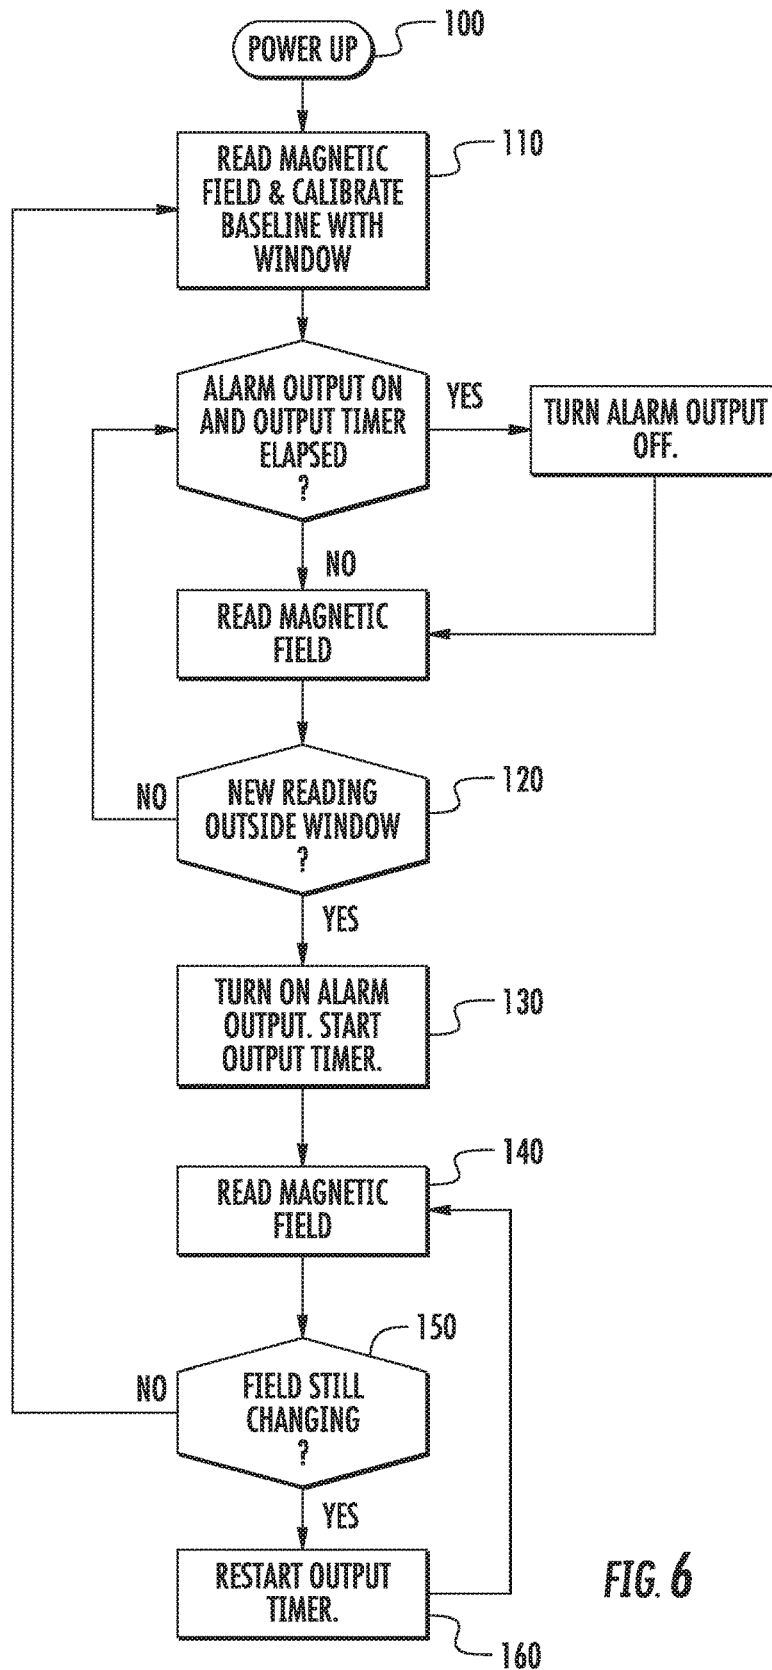 POWER UP
100
READ MAGNETIC
FIELD & CALIBRATE
BASELINE WITH
WINDOW
110
ALARM OUTPUT ON
AND OUTPUT TIMER
ELAPSED
?
YES
TURN ALARM OUTPUT
OFF.
NO
READ MAGNETIC
FIELD
NEW READING
OUTSIDE WINDOW
?
120
NO
YES
TURN ON ALARM
OUTPUT. START
OUTPUT TIMER.
130
READ MAGNETIC
FIELD
140
FIELD STILL
CHANGING
?
150
NO
YES
RESTART OUTPUT
TIMER.
160
FIG. 6